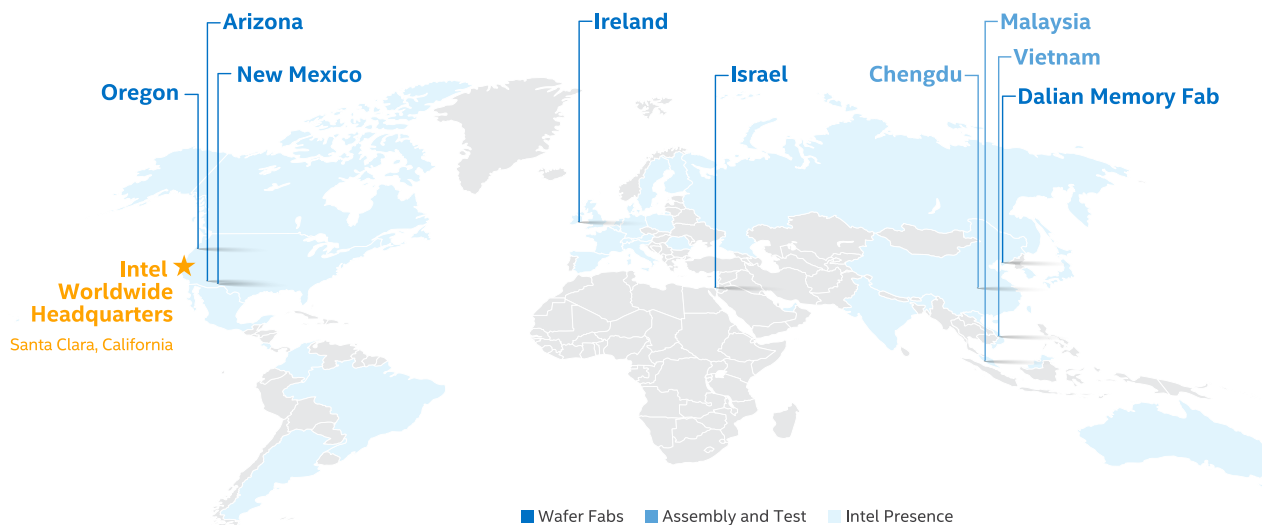 Arizona
New Mexico
Oregon
Ireland
Israel
Malaysia
Vietnam
Chengdu
Dalian Memory Fab
Intel
Worldwide
Headquarters
Santa Clara, California
Wafer Fabs
Assembly and Test
Intel Presence